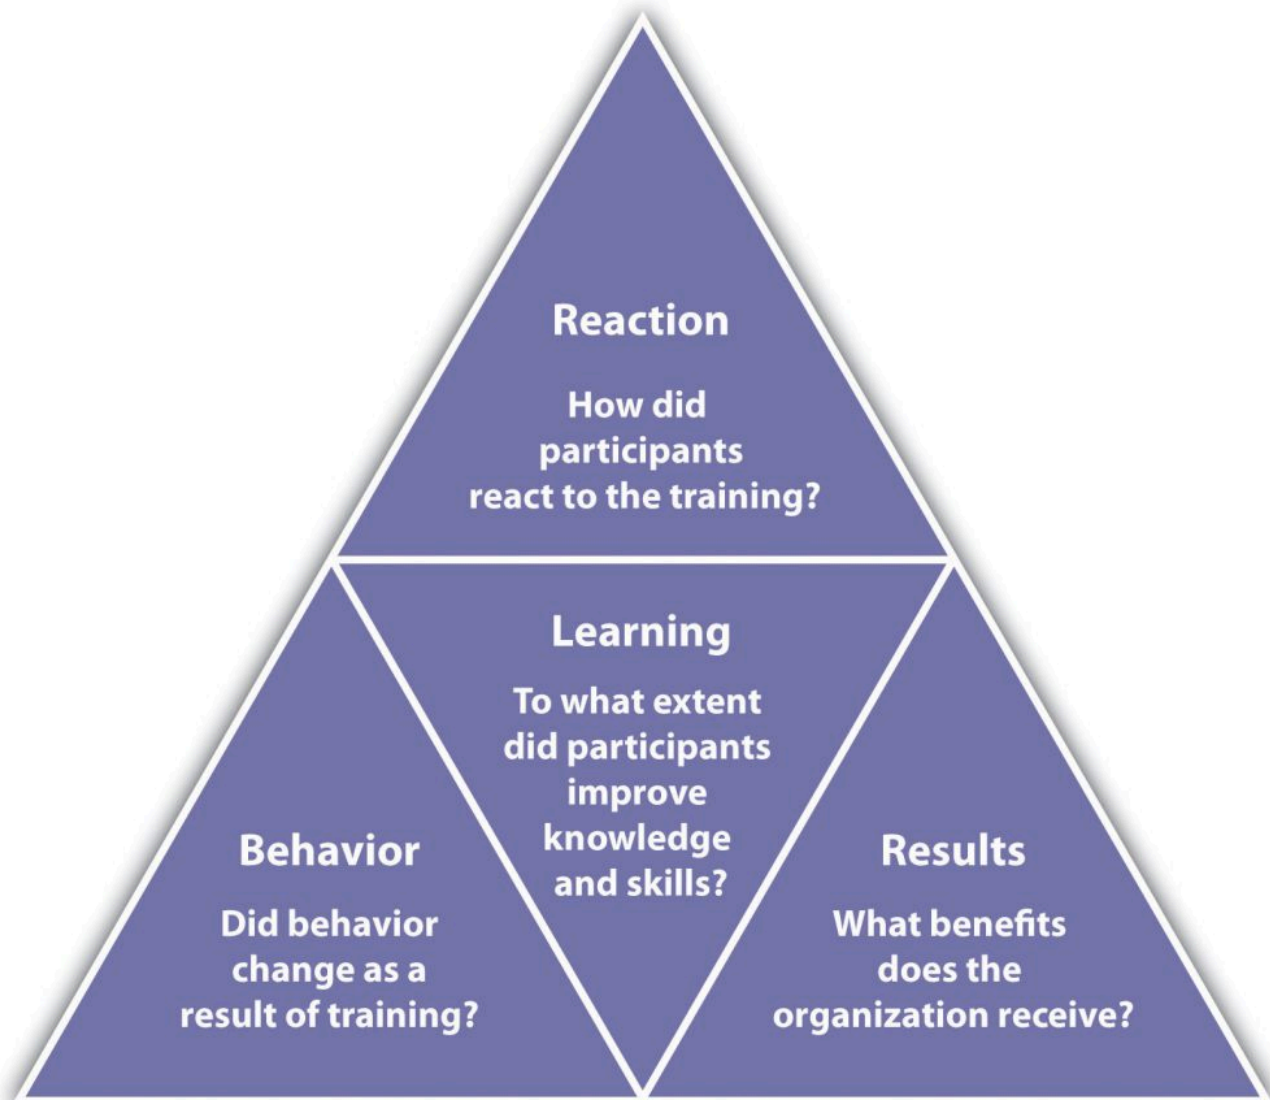 Reaction
How did
participants
react to the training?
Learning
To what extent
did participants
improve
knowledge
and skills?
Behavior
Did behavior
change as a
result of training?
Results
What benefits
does the
organization receive?